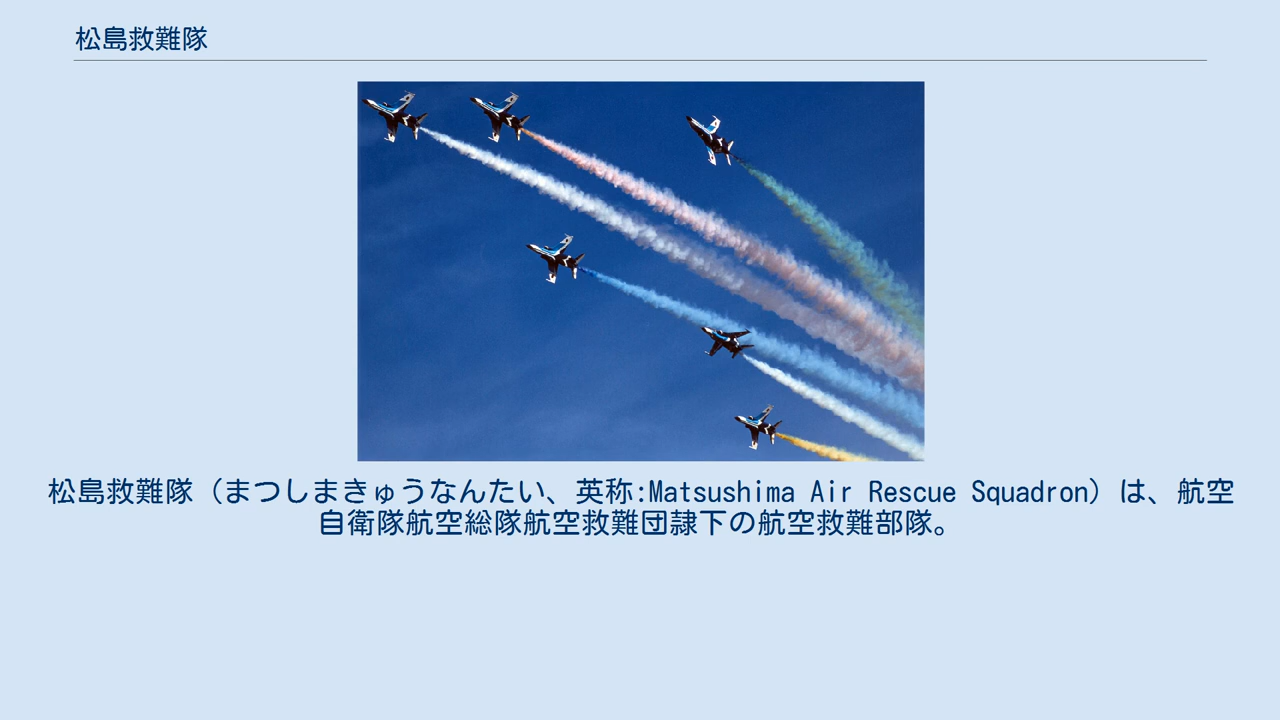 松島救難隊
松島救難隊（まつしまきゅうなんたい、英称:Matsushima Air Rescue Squadron）は、航空
自衛隊航空総隊航空救難団隷下の航空救難部隊。